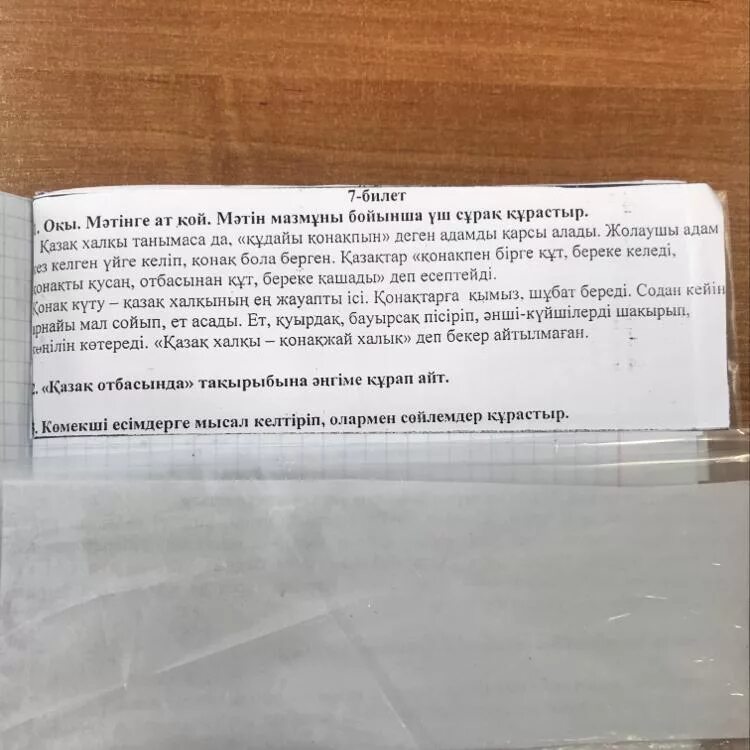 7-билет
1. Оқы. Мәтінге ат қой. Мәтін мазмұны бойынша үш сұрақ құрастыр.
Қазақ халқы танымаса да, «құдайы қонақпын» деген адамды қарсы алады. Жолаушы адам
кез келген үйге келіп, қонақ бола берген. Қазақтар «қонақпен бірге құт, береке келеді,
қонақты қусаң, отбасынан құт, береке қашады» деп есептейді.
Қонақ күту – қазақ халқының ең жауапты ісі. Қонақтарға қымыз, шұбат береді. Содан кейін
арнайы мал сойып, ет асады. Ет, қуырдақ, бауырсақ пісіріп, әнші-күйшілерді шақырып,
көңілін көтереді. «Қазақ халқы – қонақжай халық» деп бекер айтылмаған.
2. «Қазақ отбасында» тақырыбына әңгіме құрап айт.
3. Көмекші есімдерге мысал келтіріп, олармен сөйлемдер құрастыр.